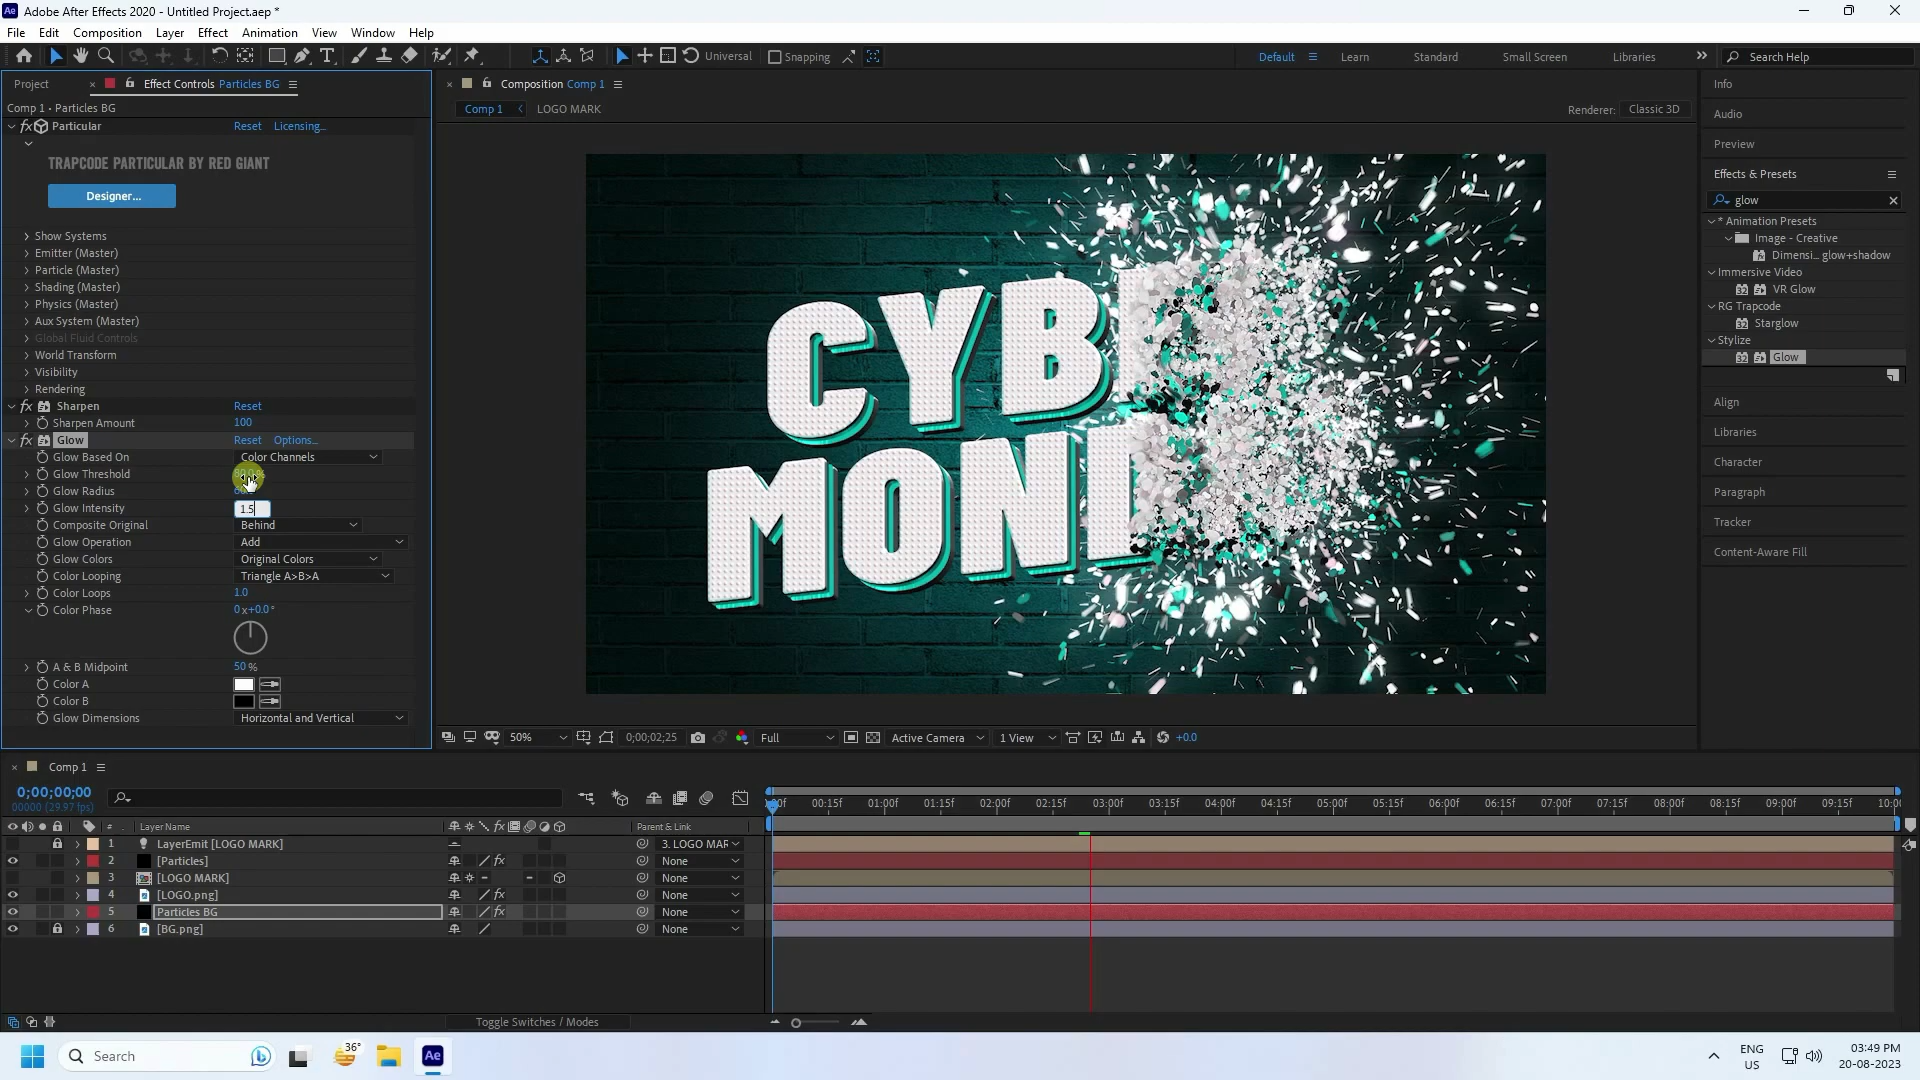 Adobe After Effects 2020 - Untitled Project.aep *
File Edit Composition Layer Effect Animation View Window Help
Universal Snapping Default Learn Standard Small Screen Libraries Search Help
Project Effect Controls Particles BG Composition Comp 1 Info
Comp 1 • Particles BG Comp 1 LOGO MARK Renderer: Classic 3D
Audio
Particular Reset Licensing...
Preview
TRAPCODE PARTICULAR BY RED GIANT
Effects & Presets
Designer...
glow
* Animation Presets
Image - Creative
Dimensi... glow+shadow
Immersive Video
VR Glow
RG Trapcode
Starglow
Stylize
Glow
Show Systems
Emitter (Master)
Particle (Master)
Shading (Master)
Physics (Master)
Aux System (Master)
Global Fluid Controls
World Transform
Visibility
Rendering
Sharpen Reset
Sharpen Amount 100
Glow Reset Options...
Glow Based On Color Channels
Glow Threshold
Glow Radius
Glow Intensity 1.5
Composite Original Behind
Glow Operation Add
Glow Colors Original Colors
Color Looping Triangle A>B>A
Color Loops 1.0
Color Phase 0x+0.0°
A & B Midpoint 50 %
Color A
Color B
Glow Dimensions Horizontal and Vertical
CYB
MON
Align
Libraries
Character
Paragraph
Tracker
Content-Aware Fill
50% 0;00;02;25 Full Active Camera 1 View +0.0
Comp 1
0;00;00;00
00000 (29.97 fps)
00:15f 01:00f 01:15f 02:00f 02:15f 03:00f 03:15f 04:00f 04:15f 05:00f 05:15f 06:00f 06:15f 07:00f 07:15f 08:00f 08:15f 09:00f 09:15f
# Layer Name Parent & Link
1 LayerEmit [LOGO MARK] 3. LOGO MAR
2 [Particles] None
3 [LOGO MARK] None
4 [LOGO.png] None
5 Particles BG None
6 [BG.png] None
Toggle Switches / Modes
Search 36° Ae ENG US 03:49 PM
20-08-2023